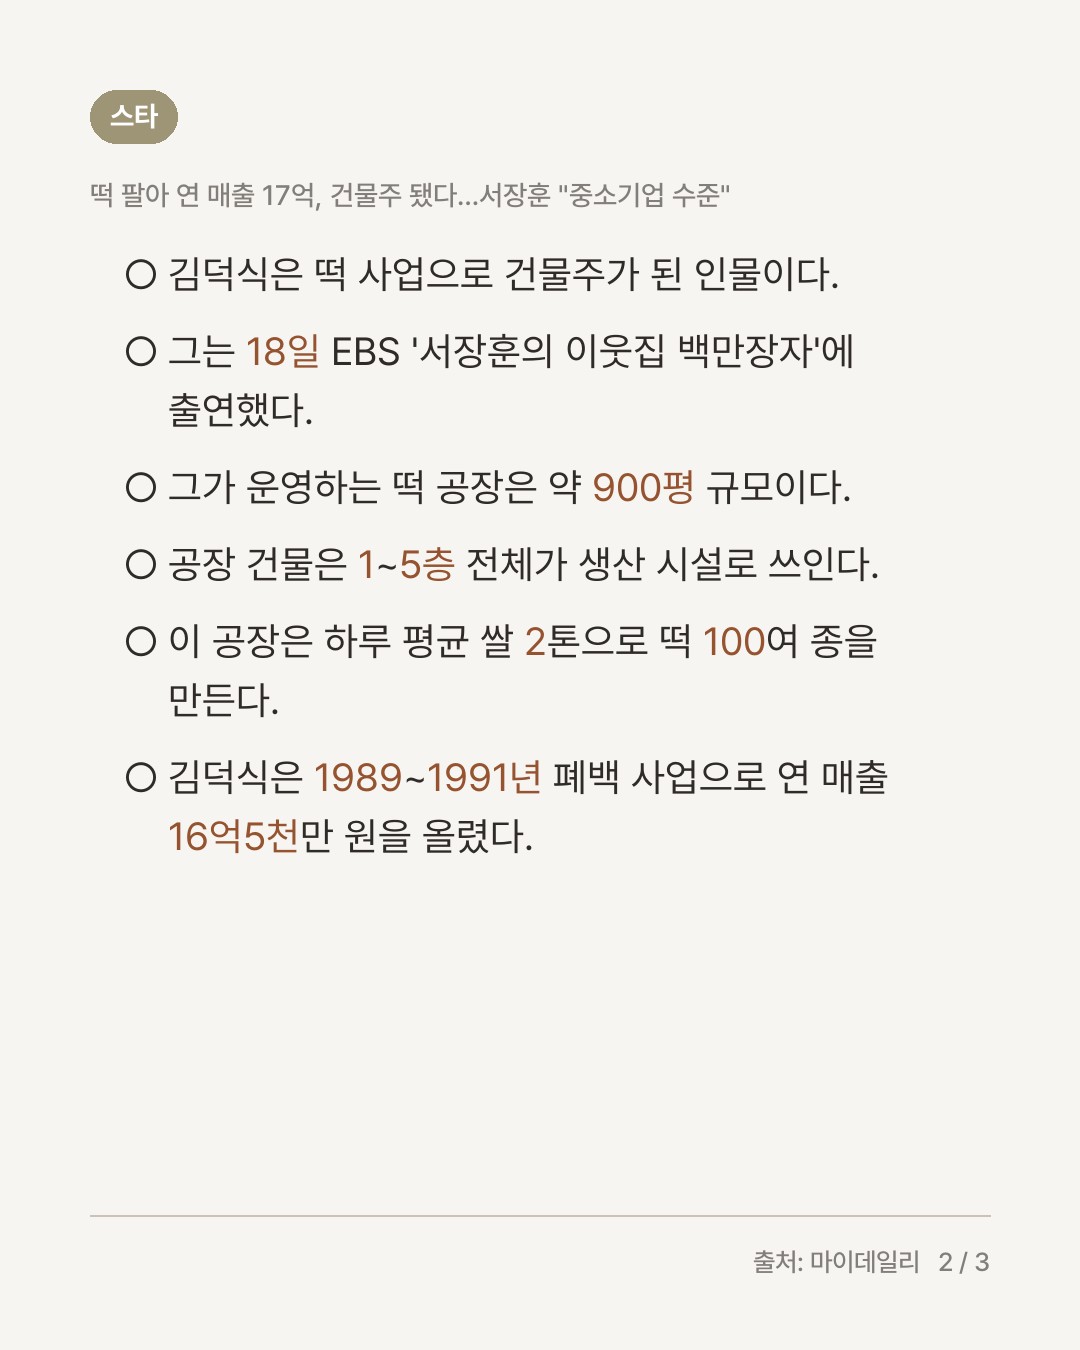 스타
떡 팔아 연 매출 17억, 건물주 됐다...서장훈 "중소기업 수준"
○ 김덕식은 떡 사업으로 건물주가 된 인물이다.
○ 그는 18일 EBS '서장훈의 이웃집 백만장자'에
출연했다.
○ 그가 운영하는 떡 공장은 약 900평 규모이다.
○ 공장 건물은 1~5층 전체가 생산 시설로 쓰인다.
○ 이 공장은 하루 평균 쌀 2톤으로 떡 100여 종을
만든다.
○ 김덕식은 1989~1991년 폐백 사업으로 연 매출
16억5천만 원을 올렸다.
출처: 마이데일리 2 / 3